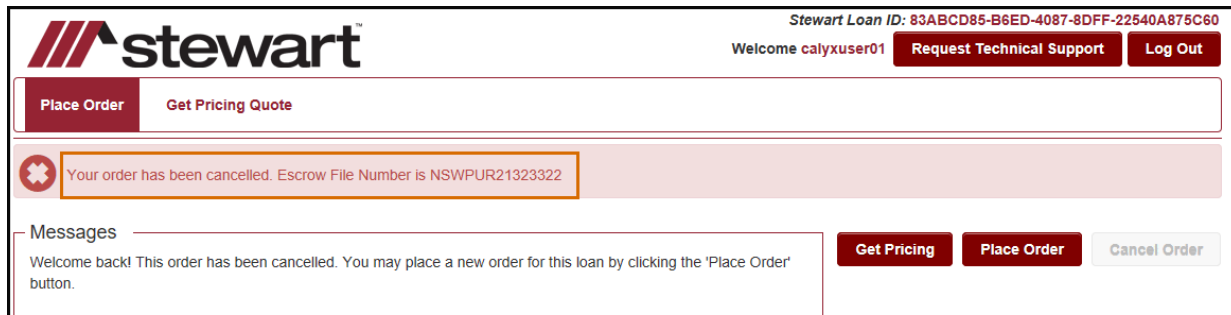 stewart™
Stewart Loan ID: 83ABCD85-B6ED-4087-8DFF-22540A875C60
Welcome calyxuser01 Request Technical Support Log Out
Place Order Get Pricing Quote
Your order has been cancelled. Escrow File Number is NSWPUR21323322
Messages
Welcome back! This order has been cancelled. You may place a new order for this loan by clicking the 'Place Order'
button.
Get Pricing Place Order Cancel Order